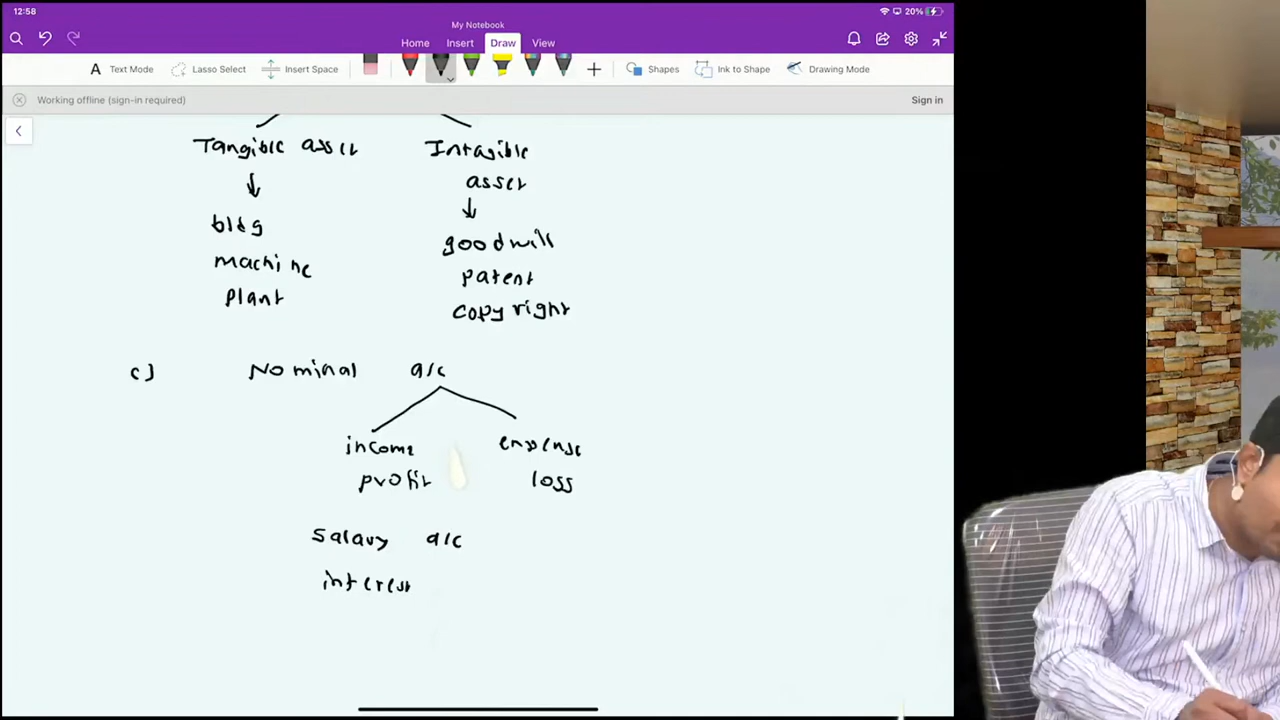 12:58
20%
My Notebook
Home Insert Draw View
Text Mode Lasso Select Insert Space Shapes Ink to Shape Drawing Mode
Working offline (sign-in required) Sign in
Tangible asset Intagible
asset
bldg goodwill
machine patent
plant copy right
c) Nominal a/c
income expense
profit loss
Salary a/c
interest